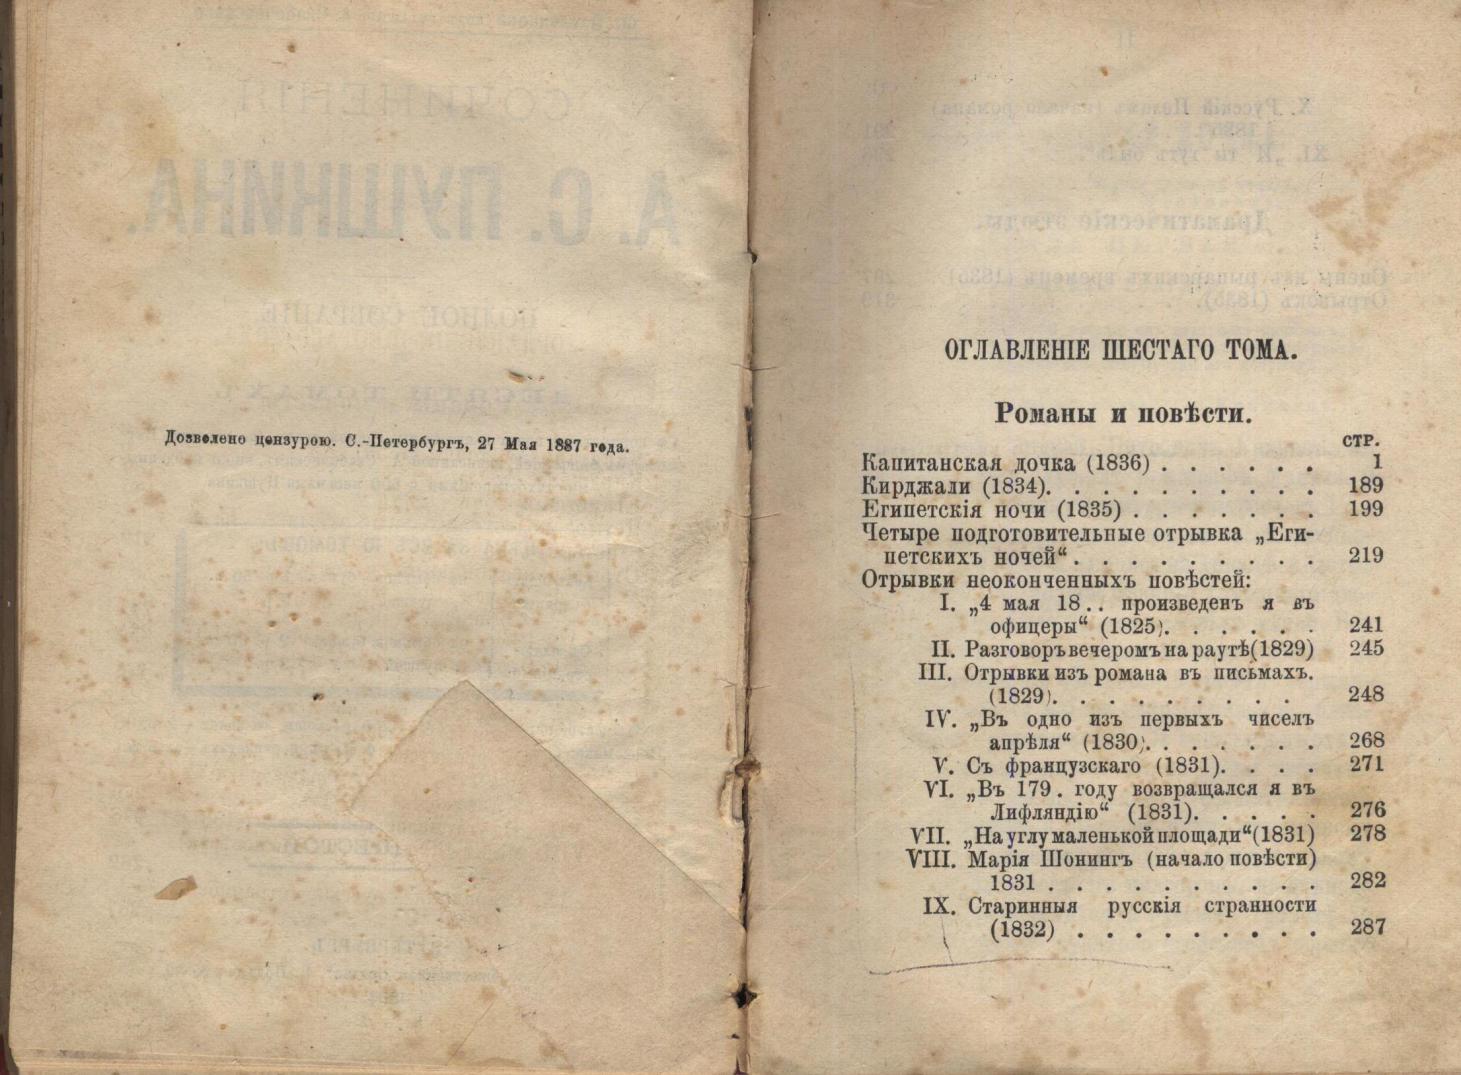 Дозволено цензурою. С.-Петербургъ, 27 Мая 1887 года.
ОГЛАВЛЕНІЕ ШЕСТАГО ТОМА.
Романы и повѣсти.
СТР.
Капитанская дочка (1836) . . . . . . 1
Кирджали (1834). . . . . . . . . . 189
Египетскія ночи (1835) . . . . . . . 199
Четыре подготовительные отрывка „Еги-
петскихъ ночей“. . . . . . . . . 219
Отрывки неоконченныхъ повѣстей:
I. „4 мая 18.. произведенъ я въ
офицеры“ (1825). . . . . . 241
II. Разговоръ вечеромъ на раутѣ (1829) 245
III. Отрывки изъ романа въ письмахъ.
(1829). . . . . . . . . 248
IV. „Въ одно изъ первыхъ чиселъ
апрѣля“ (1830). . . . . . . 268
V. Съ французскаго (1831). . . . 271
VI. „Въ 179. году возвращался я въ
Лифляндію“ (1831). . . . . 276
VII. „На углу маленькой площади“ (1831) 278
VIII. Марія Шонингъ (начало повѣсти)
1831 . . . . . . . . . . 282
IX. Старинныя русскія странности
(1832) . . . . . . . . . 287
А. С. ПУШКИНА.
СОЧИНЕНІЯ
Драматическіе этюды.